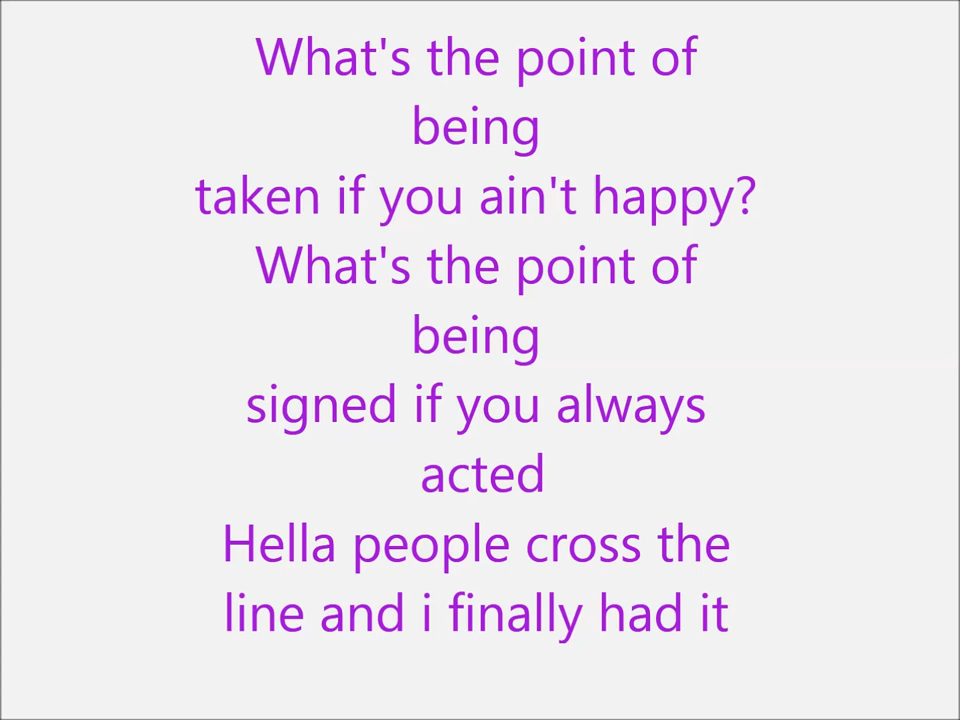 What's the point of
being
taken if you ain't happy?
What's the point of
being
signed if you always
acted
Hella people cross the
line and i finally had it